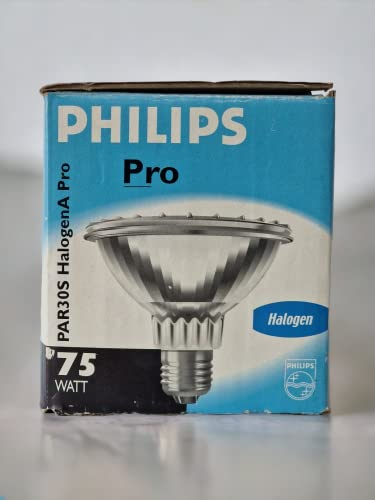 PHILIPS
Pro
PAR30S HalogenA Pro
75
WATT
Halogen
PHILIPS